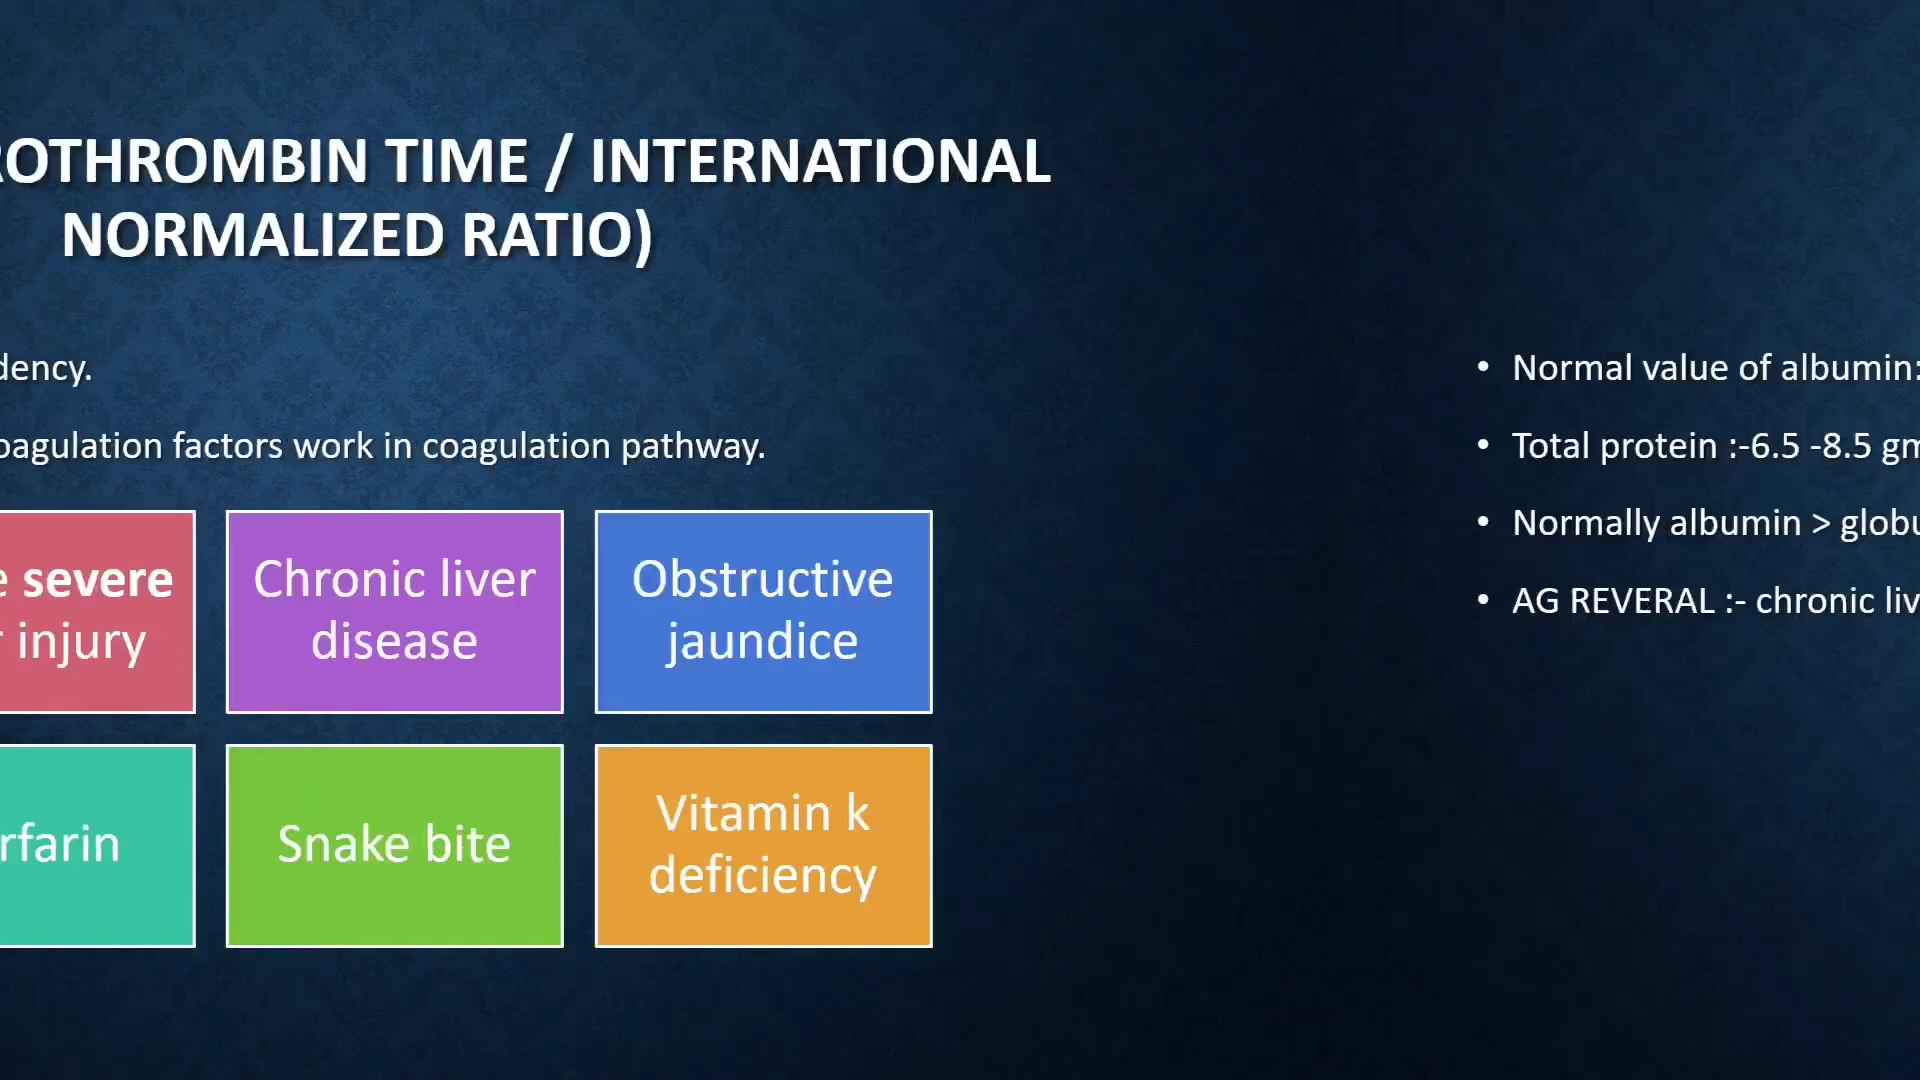 ROTHROMBIN TIME / INTERNATIONAL
NORMALIZED RATIO)
dency.
oagulation factors work in coagulation pathway.
e severe
r injury
Chronic liver
disease
Obstructive
jaundice
rfarin
Snake bite
Vitamin k
deficiency
• Normal value of albumin:
• Total protein :-6.5 -8.5 gm
• Normally albumin > globu
• AG REVERAL :- chronic liv